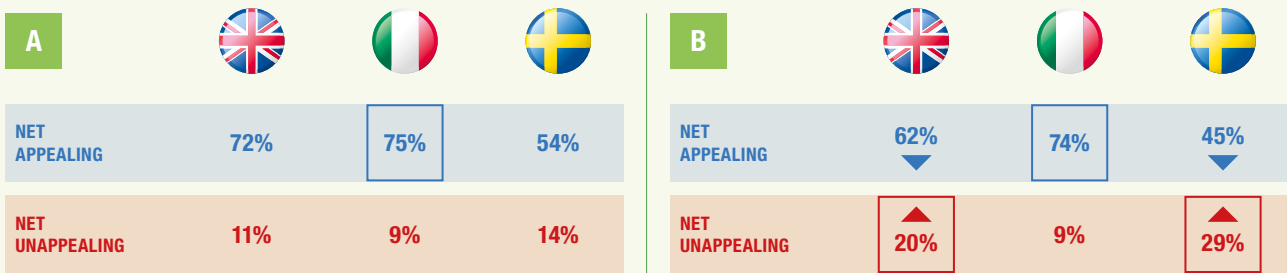 A
NET
APPEALING
72%
75%
54%
NET
UNAPPEALING
11%
9%
14%
B
NET
APPEALING
62%
74%
45%
NET
UNAPPEALING
20%
9%
29%